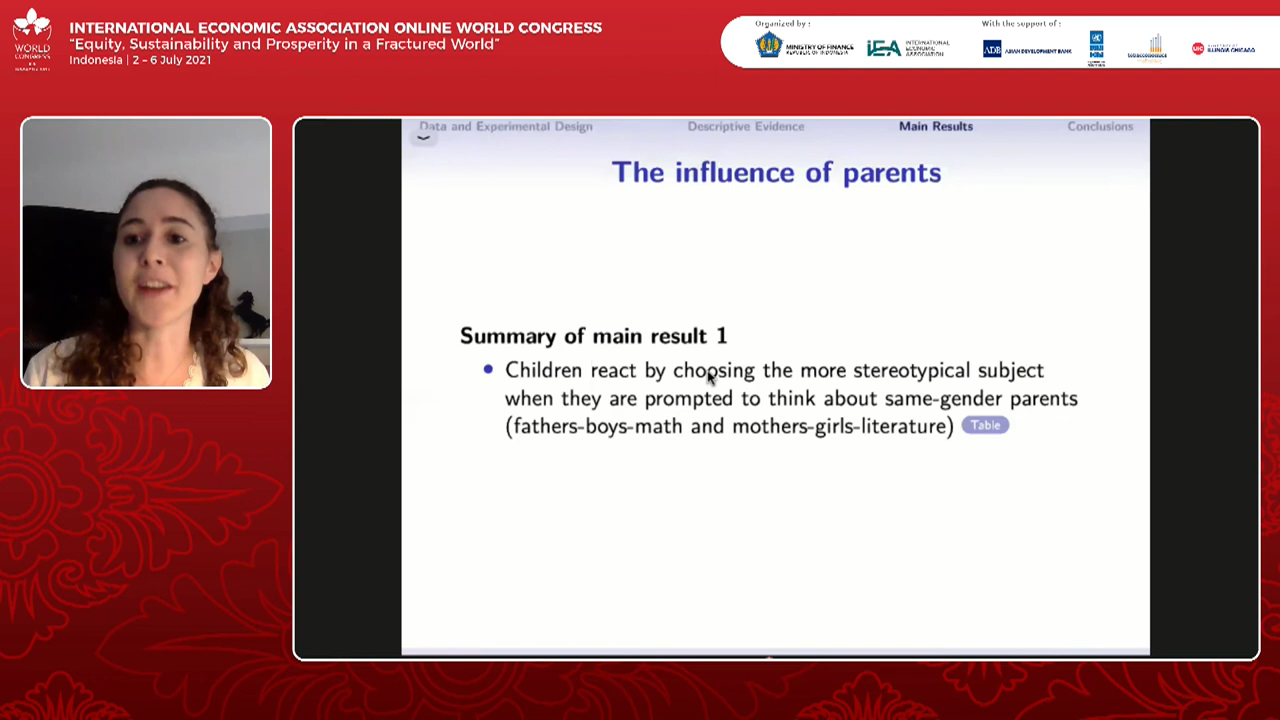 INTERNATIONAL ECONOMIC ASSOCIATION ONLINE WORLD CONGRESS
"Equity, Sustainability and Prosperity in a Fractured World"
Indonesia | 2 - 6 July 2021
WORLD
CONGRESS
Organized by :
With the support of :
MINISTRY OF FINANCE
REPUBLIC OF INDONESIA
iEA
INTERNATIONAL
ECONOMIC
ASSOCIATION
ADB
ASIAN DEVELOPMENT BANK
UIC
ILLINOIS CHICAGO
Data and Experimental Design
Descriptive Evidence
Main Results
Conclusions
The influence of parents
Summary of main result 1
Children react by choosing the more stereotypical subject
when they are prompted to think about same-gender parents
(fathers-boys-math and mothers-girls-literature) Table